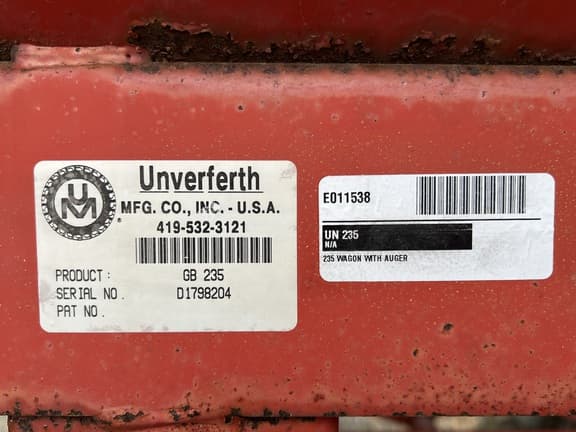 UM
Unverferth
MFG. CO., INC. - U.S.A.
419-532-3121
PRODUCT: GB 235
SERIAL NO. D1798204
PAT NO.
E011538
UN 235
N/A
235 WAGON WITH AUGER